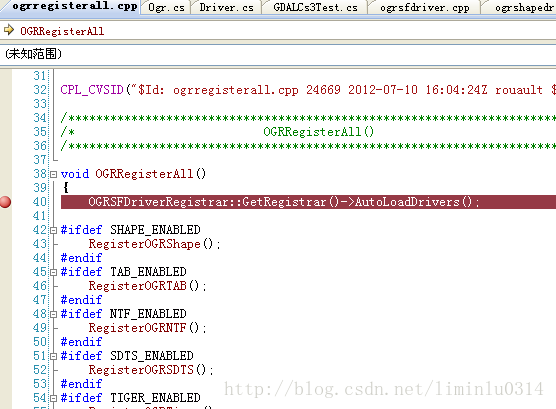 ogrregisterall.cpp Ogr.cs Driver.cs GDALCs3Test.cs ogrsfdriver.cpp ogrshapedr
OGRRegisterAll
(未知范围)
31
32 CPL_CVSID("$Id: ogrregisterall.cpp 24669 2012-07-10 16:04:24Z rouault $
33
34 /************************************************************************
35 /* OGRRegisterAll()
36 /************************************************************************
37
38 void OGRRegisterAll()
39 {
40 OGRSFDriverRegistrar::GetRegistrar()->AutoLoadDrivers();
41
42 #ifdef SHAPE_ENABLED
43 RegisterOGRShape();
44 #endif
45 #ifdef TAB_ENABLED
46 RegisterOGRTAB();
47 #endif
48 #ifdef NTF_ENABLED
49 RegisterOGRNTF();
50 #endif
51 #ifdef SDTS_ENABLED
52 RegisterOGRSDTS();
53 #endif
54 #ifdef TIGER_ENABLED
http://blog.csdn.net/liminlu0314